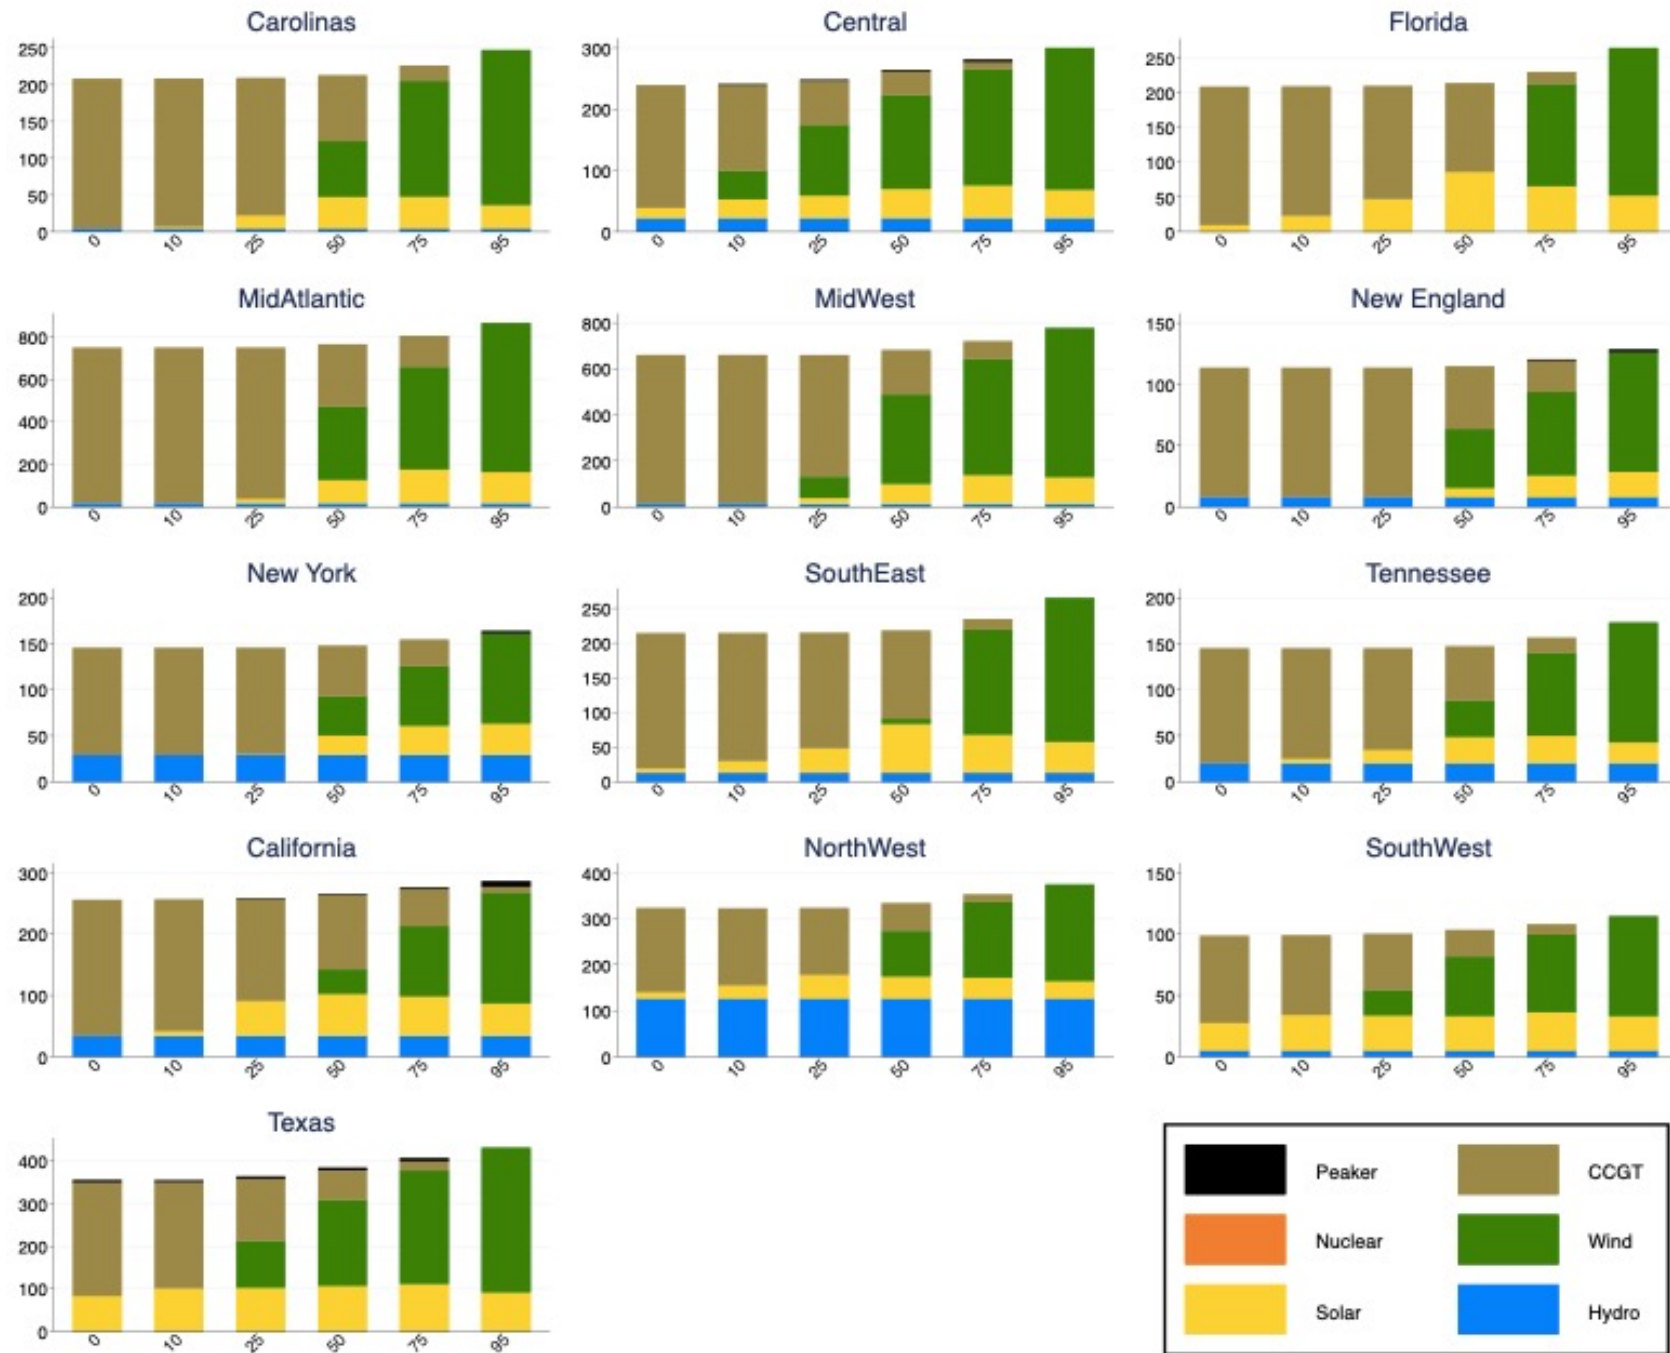 Carolinas
250
200
150
100
50
0
0 10 25 50 75 95
Central
300
200
100
0
0 10 25 50 75 95
Florida
250
200
150
100
50
0
0 10 25 50 75 95
MidAtlantic
800
600
400
200
0
0 10 25 50 75 95
MidWest
800
600
400
200
0
0 10 25 50 75 95
New England
150
100
50
0
0 10 25 50 75 95
New York
200
150
100
50
0
0 10 25 50 75 95
SouthEast
250
200
150
100
50
0
0 10 25 50 75 95
Tennessee
200
150
100
50
0
0 10 25 50 75 95
California
300
200
100
0
0 10 25 50 75 95
NorthWest
400
300
200
100
0
0 10 25 50 75 95
SouthWest
150
100
50
0
0 10 25 50 75 95
Texas
400
300
200
100
0
0 10 25 50 75 95
Peaker CCGT
Nuclear Wind
Solar Hydro